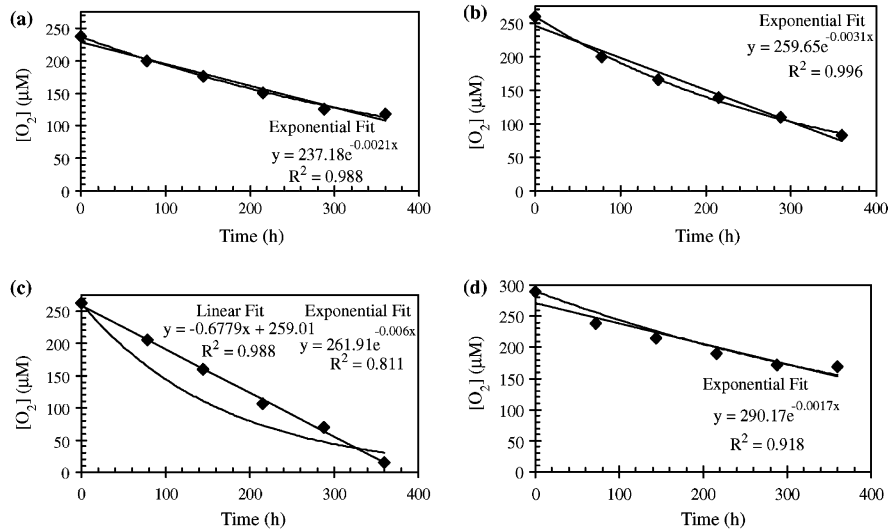 (a)
250
200
150
100
50
0
[O₂] (μM)
Exponential Fit
y = 237.18e^-0.0021x
R² = 0.988
0 100 200 300 400
Time (h)
(b)
250
200
150
100
50
0
[O₂] (μM)
Exponential Fit
y = 259.65e^-0.0031x
R² = 0.996
0 100 200 300 400
Time (h)
(c)
250
200
150
100
50
0
[O₂] (μM)
Linear Fit
y = -0.6779x + 259.01
R² = 0.988
Exponential Fit
y = 261.91e^-0.006x
R² = 0.811
0 100 200 300 400
Time (h)
(d)
300
250
200
150
100
50
0
[O₂] (μM)
Exponential Fit
y = 290.17e^-0.0017x
R² = 0.918
0 100 200 300 400
Time (h)